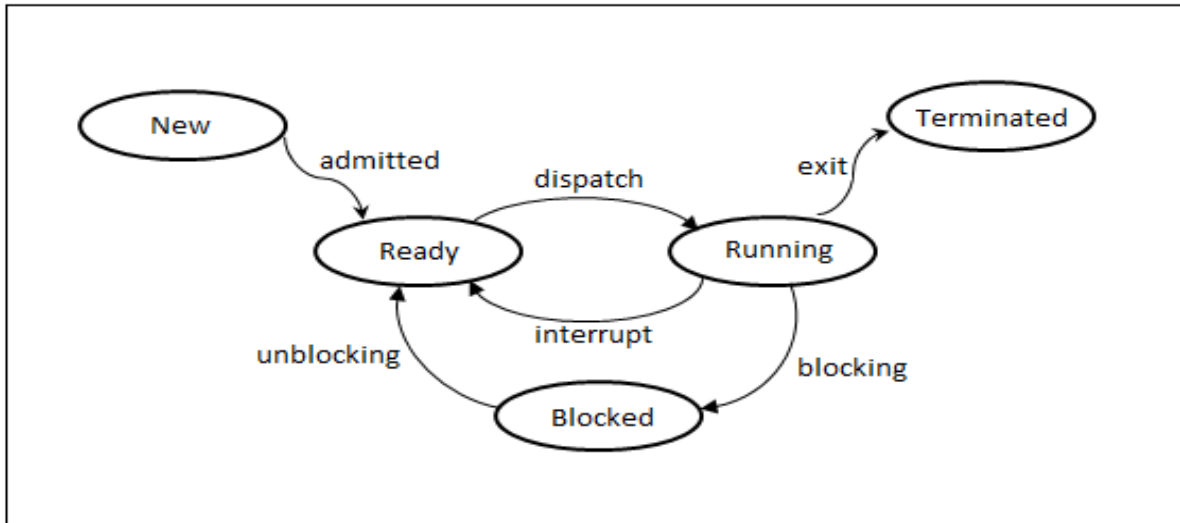 New
Terminated
admitted
exit
dispatch
Ready
Running
interrupt
unblocking
blocking
Blocked